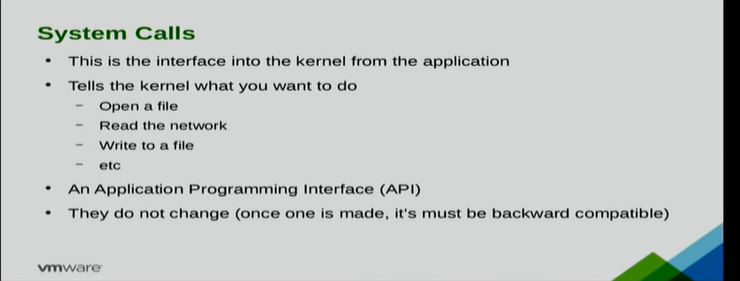 System Calls
• This is the interface into the kernel from the application
• Tells the kernel what you want to do
– Open a file
– Read the network
– Write to a file
– etc
• An Application Programming Interface (API)
• They do not change (once one is made, it's must be backward compatible)
vmware